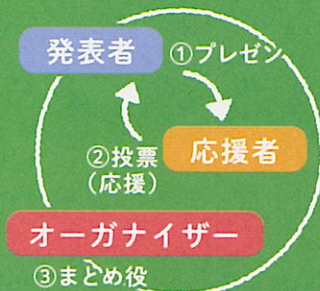 発表者
①プレゼン
②投票
(応援)
応援者
オーガナイザー
③まとめ役